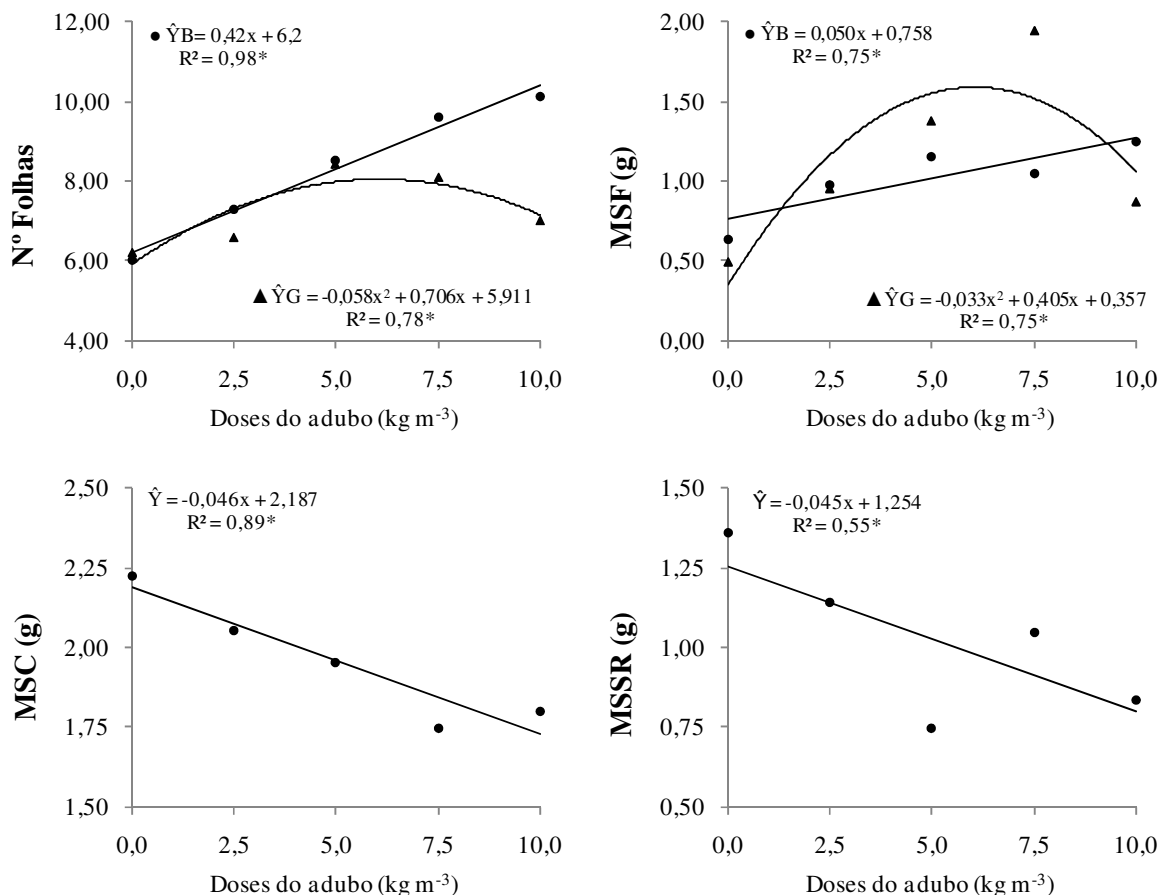 12,00
10,00
8,00
6,00
4,00
Nº Folhas
● ŶB= 0,42x + 6,2
R² = 0,98*
▲ ŶG = -0,058x² + 0,706x + 5,911
R² = 0,78*
0,0 2,5 5,0 7,5 10,0
Doses do adubo (kg m⁻³)
2,00
1,50
1,00
0,50
0,00
MSF (g)
● ŶB = 0,050x + 0,758
R² = 0,75*
▲ ŶG = -0,033x² + 0,405x + 0,357
R² = 0,75*
0,0 2,5 5,0 7,5 10,0
Doses do adubo (kg m⁻³)
2,50
2,25
2,00
1,75
1,50
MSC (g)
Ŷ = -0,046x + 2,187
R² = 0,89*
0,0 2,5 5,0 7,5 10,0
Doses do adubo (kg m⁻³)
1,50
1,25
1,00
0,75
0,50
MSSR (g)
Ŷ = -0,045x + 1,254
R² = 0,55*
0,0 2,5 5,0 7,5 10,0
Doses do adubo (kg m⁻³)